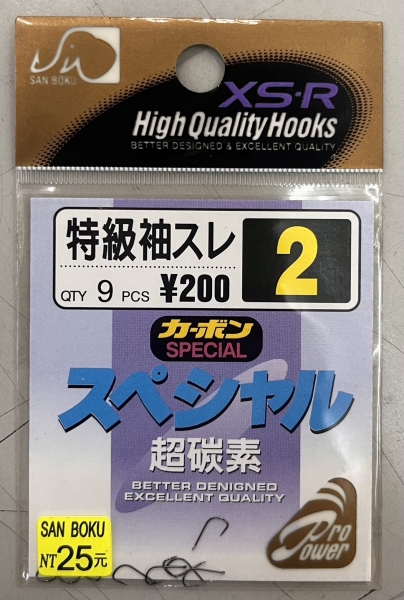 SAN BOKU
XS-R
High Quality Hooks
BETTER DESIGNED & EXCELLENT QUALITY
特級袖スレ
2
QTY 9 PCS ¥200
カーボン
SPECIAL
スペシャル
超碳素
BETTER DENIGNED
EXCELLENT QUALITY
SAN BOKU
NT25元
Pro Power